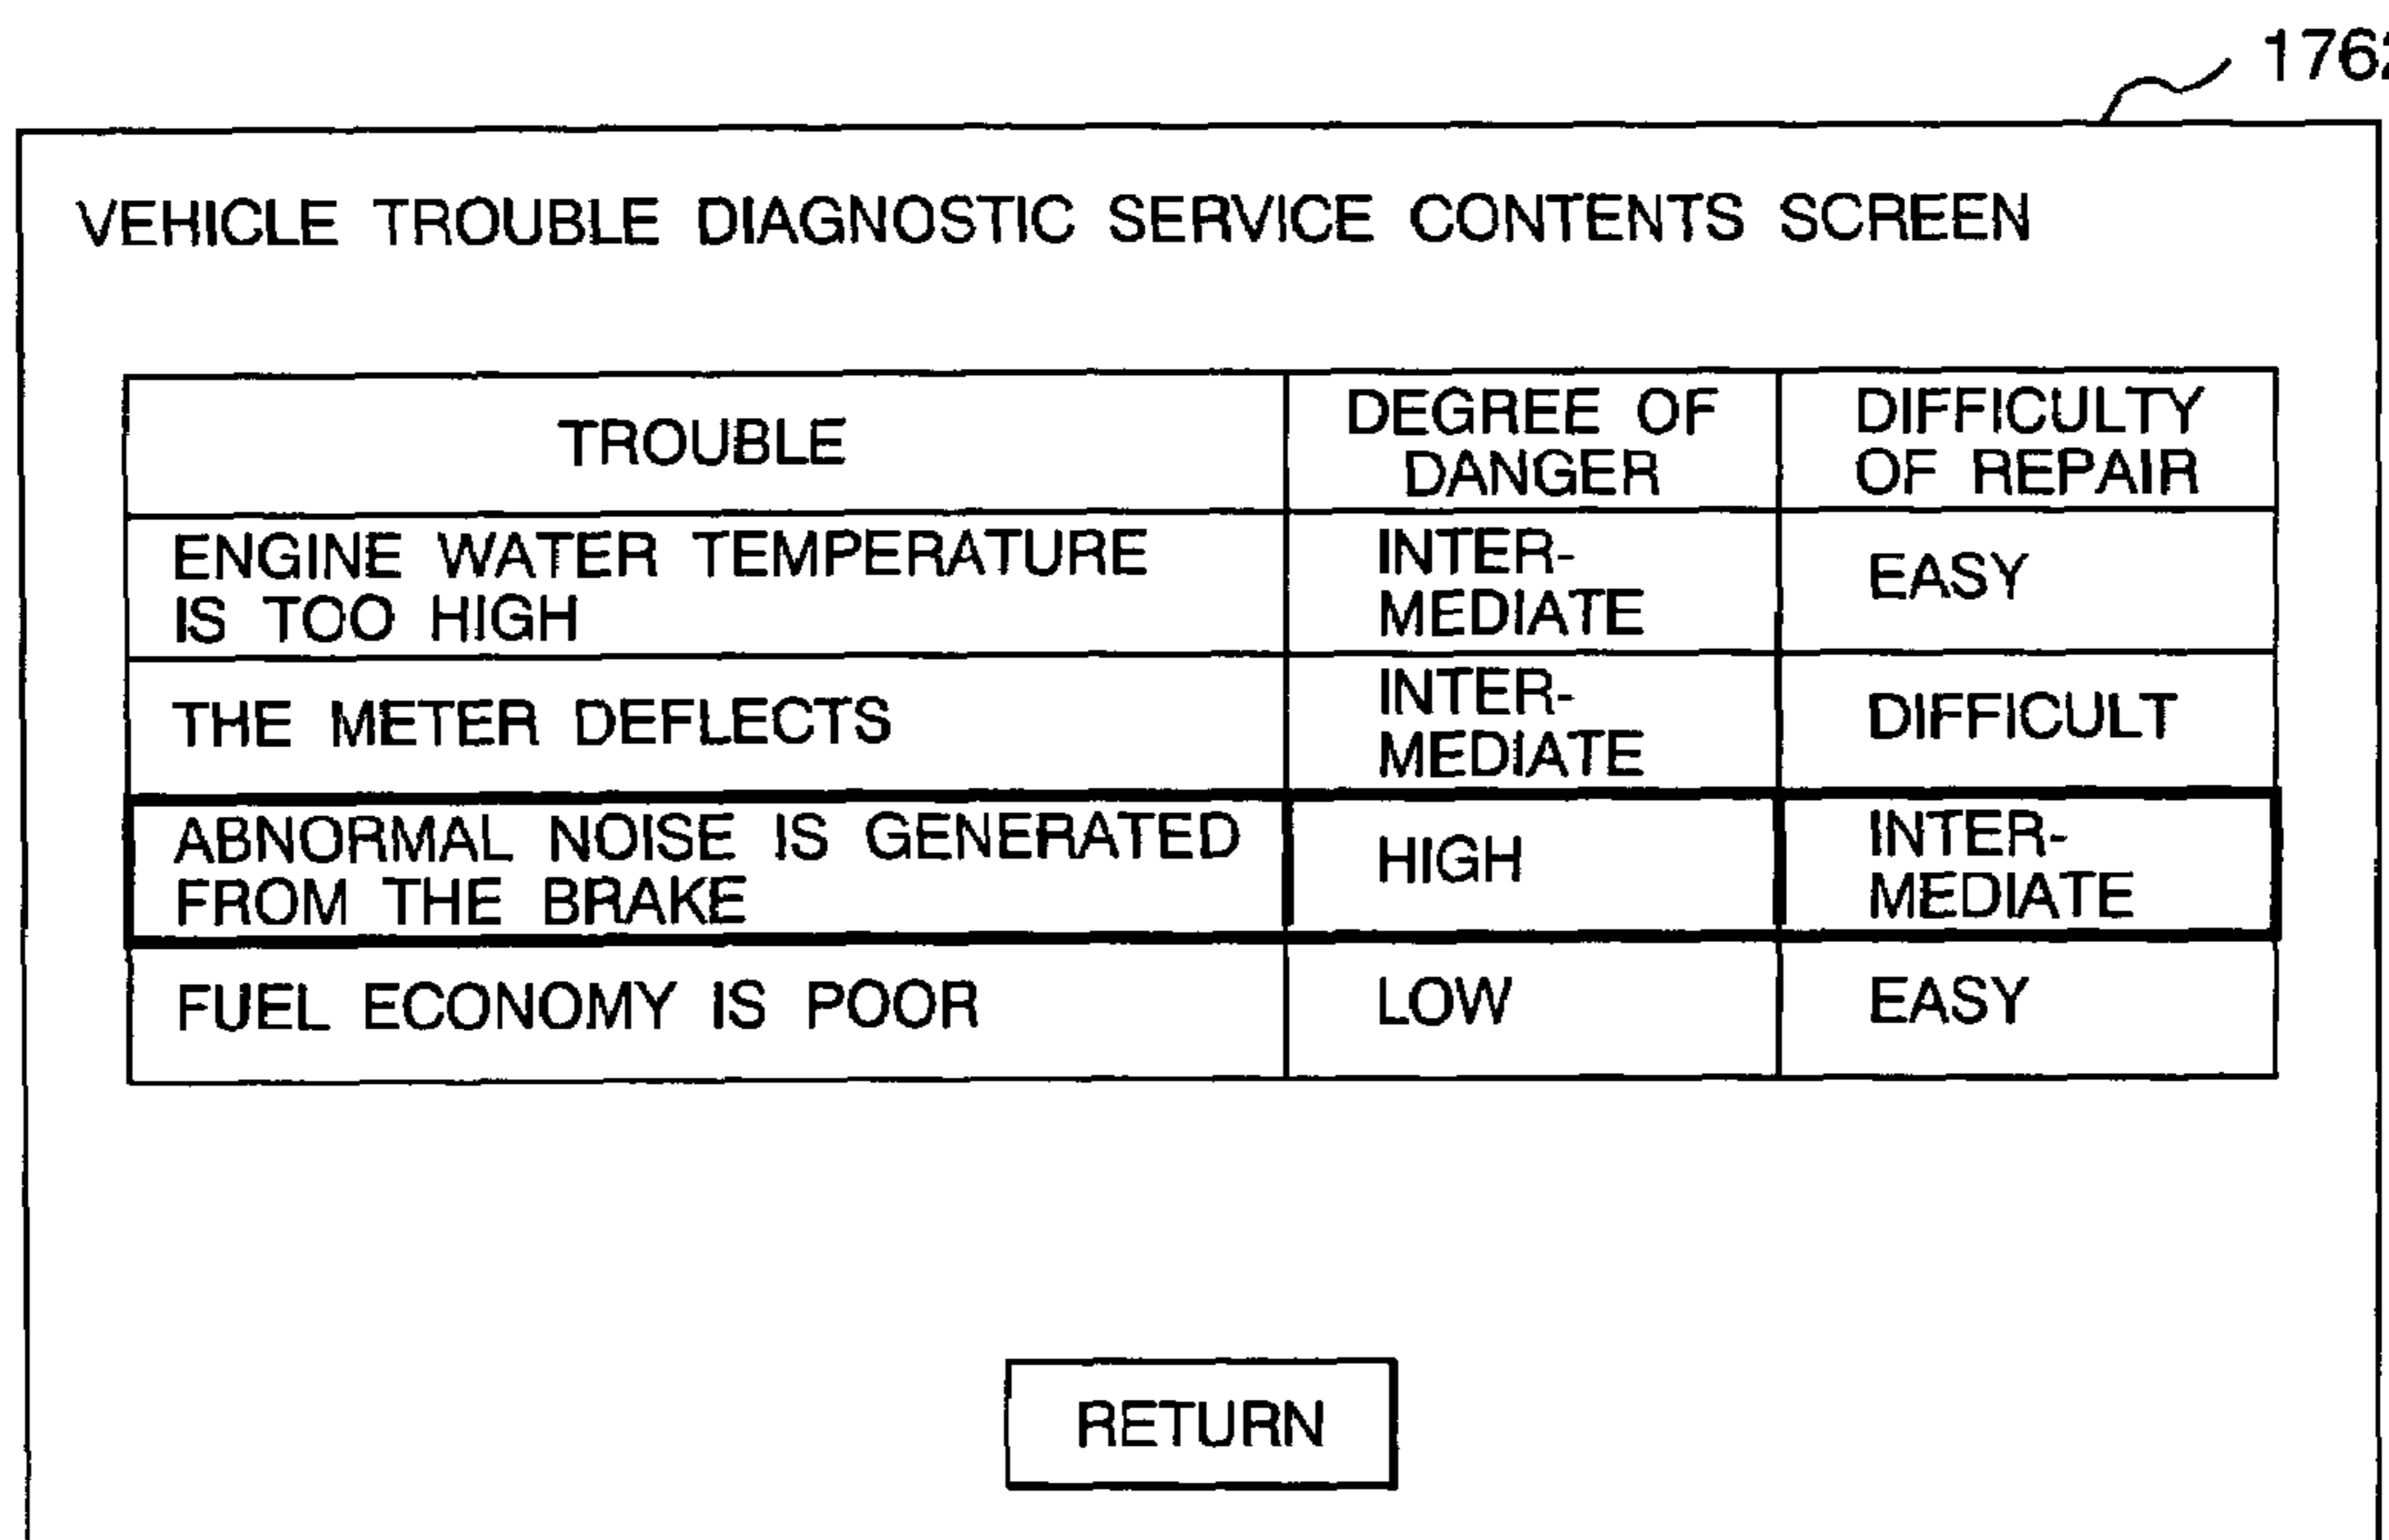 VEHICLE TROUBLE DIAGNOSTIC SERVICE CONTENTS SCREEN
TROUBLE
DEGREE OF
DANGER
DIFFICULTY
OF REPAIR
ENGINE WATER TEMPERATURE
IS TOO HIGH
INTER-
MEDIATE
EASY
THE METER DEFLECTS
INTER-
MEDIATE
DIFFICULT
ABNORMAL NOISE IS GENERATED
FROM THE BRAKE
HIGH
INTER-
MEDIATE
FUEL ECONOMY IS POOR
LOW
EASY
RETURN